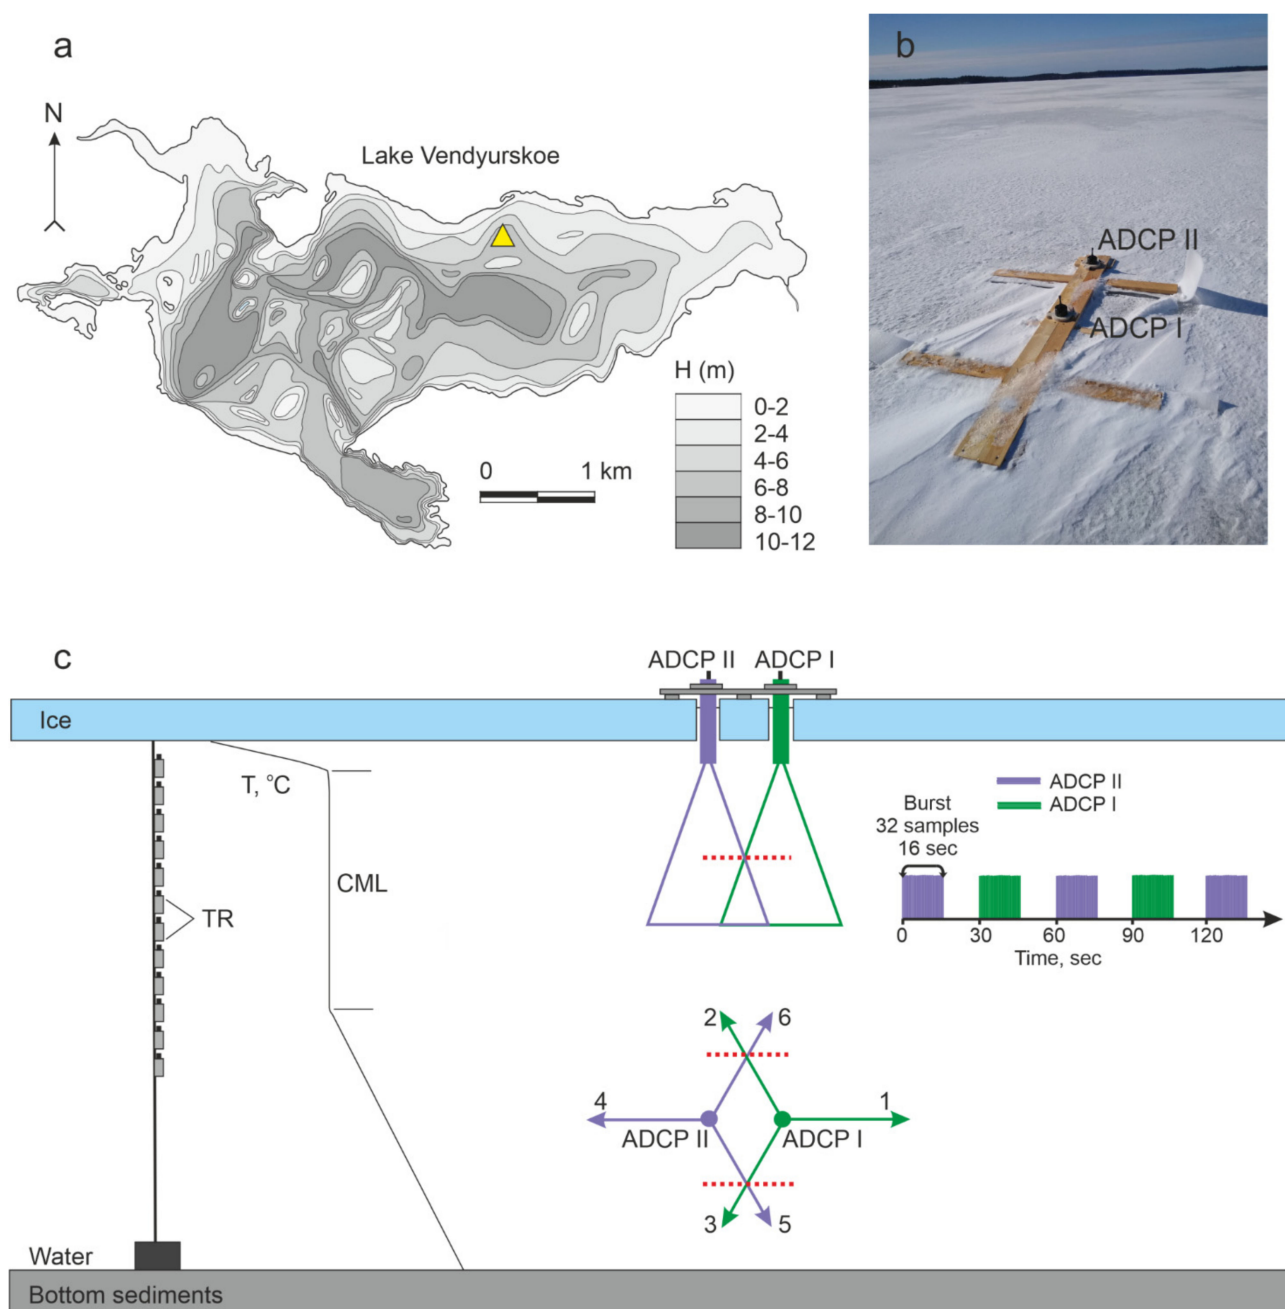 a
N
Lake Vendyurskoe
H (m)
0-2
2-4
4-6
6-8
8-10
10-12
0 1 km
b
ADCP II
ADCP I
c
ADCP II ADCP I
Ice
T, °C
CML
TR
ADCP II
ADCP I
Burst
32 samples
16 sec
0 30 60 90 120
Time, sec
2 6
4 1
ADCP II ADCP I
3 5
Water
Bottom sediments